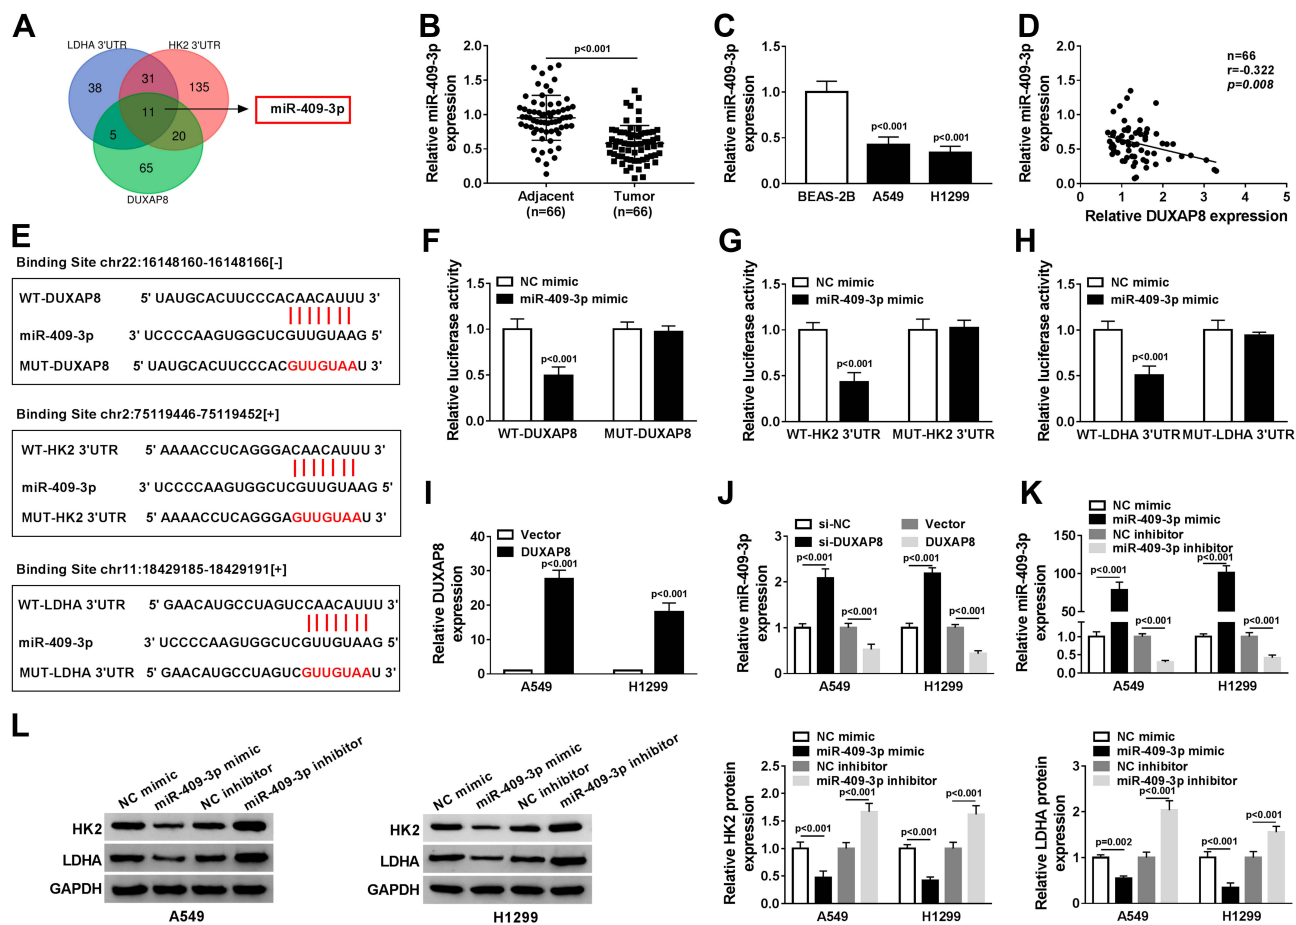 A
LDHA 3'UTR
HK2 3'UTR
38
31
135
11
5
20
65
DUXAP8
miR-409-3p
B
Relative miR-409-3p
expression
2.0
1.5
1.0
0.5
0.0
p<0.001
Adjacent
(n=66)
Tumor
(n=66)
C
Relative miR-409-3p
expression
1.5
1.0
0.5
0.0
p<0.001
p<0.001
BEAS-2B
A549
H1299
D
Relative miR-409-3p
expression
2.0
1.5
1.0
0.5
0.0
n=66
r=-0.322
p=0.008
0
1
2
3
4
5
Relative DUXAP8 expression
E
Binding Site chr22:16148160-16148166[-]
WT-DUXAP8 5' UAUGCACUUCCCACAACAUUU 3'
miR-409-3p 3' UCCCCAAGUGGCUCGUUGUAAG 5'
MUT-DUXAP8 5' UAUGCACUUCCCACGUUGUAAU 3'
Binding Site chr2:75119446-75119452[+]
WT-HK2 3'UTR 5' AAAACCUCAGGGACAACAUUU 3'
miR-409-3p 3' UCCCCAAGUGGCUCGUUGUAAG 5'
MUT-HK2 3'UTR 5' AAAACCUCAGGGAGUUGUAAU 3'
Binding Site chr11:18429185-18429191[+]
WT-LDHA 3'UTR 5' GAACAUGCCUAGUCCAACAUUU 3'
miR-409-3p 3' UCCCCAAGUGGCUCGUUGUAAG 5'
MUT-LDHA 3'UTR 5' GAACAUGCCUAGUCGUUGUAAU 3'
F
Relative luciferase activity
1.5
1.0
0.5
0.0
NC mimic
miR-409-3p mimic
p<0.001
WT-DUXAP8
MUT-DUXAP8
G
Relative luciferase activity
1.5
1.0
0.5
0.0
NC mimic
miR-409-3p mimic
p<0.001
WT-HK2 3'UTR
MUT-HK2 3'UTR
H
Relative luciferase activity
1.5
1.0
0.5
0.0
NC mimic
miR-409-3p mimic
p<0.001
WT-LDHA 3'UTR
MUT-LDHA 3'UTR
I
Relative DUXAP8
expression
40
30
20
10
0
Vector
DUXAP8
p<0.001
p<0.001
A549
H1299
J
Relative miR-409-3p
expression
3
2
1
0
si-NC
si-DUXAP8
Vector
DUXAP8
p<0.001
p<0.001
p<0.001
p<0.001
A549
H1299
K
Relative miR-409-3p
expression
150
100
50
1.0
0.5
0.0
NC mimic
miR-409-3p mimic
NC inhibitor
miR-409-3p inhibitor
p<0.001
p<0.001
p<0.001
p<0.001
A549
H1299
L
NC mimic
miR-409-3p mimic
NC inhibitor
miR-409-3p inhibitor
HK2
LDHA
GAPDH
A549
NC mimic
miR-409-3p mimic
NC inhibitor
miR-409-3p inhibitor
HK2
LDHA
GAPDH
H1299
Relative HK2 protein
expression
2.5
2.0
1.5
1.0
0.5
0.0
NC mimic
miR-409-3p mimic
NC inhibitor
miR-409-3p inhibitor
p<0.001
p<0.001
p<0.001
p<0.001
A549
H1299
Relative LDHA protein
expression
3
2
1
0
NC mimic
miR-409-3p mimic
NC inhibitor
miR-409-3p inhibitor
p=0.002
p<0.001
p<0.001
p<0.001
A549
H1299